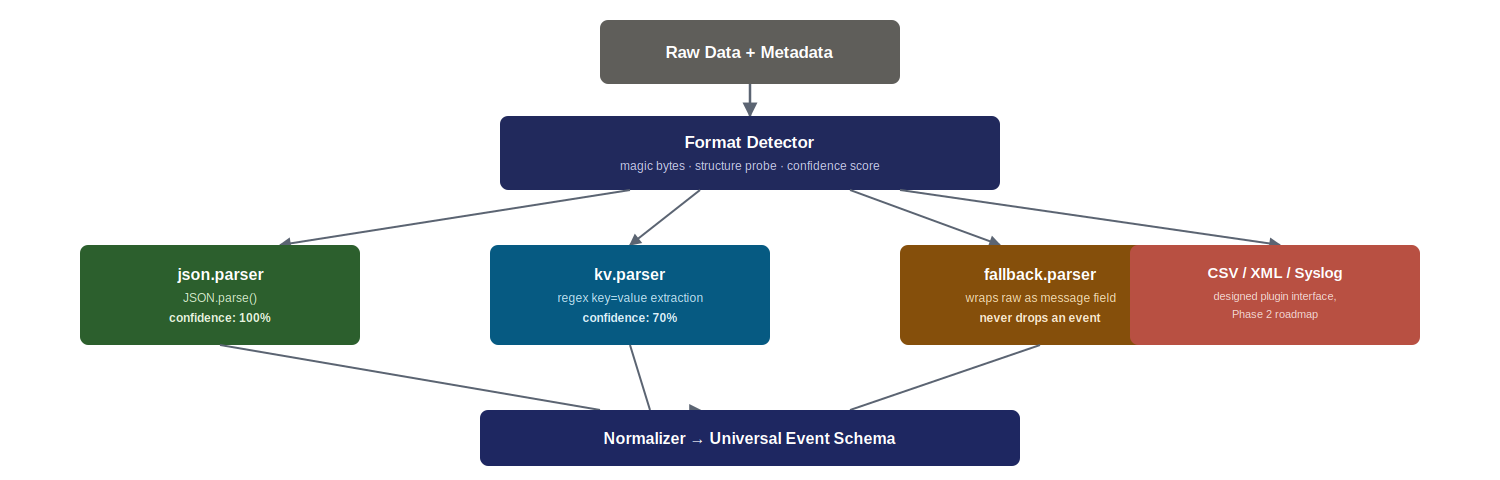 Raw Data + Metadata
Format Detector
magic bytes · structure probe · confidence score
json.parser
JSON.parse()
confidence: 100%
kv.parser
regex key=value extraction
confidence: 70%
fallback.parser
wraps raw as message field
never drops an event
CSV / XML / Syslog
designed plugin interface,
Phase 2 roadmap
Normalizer → Universal Event Schema